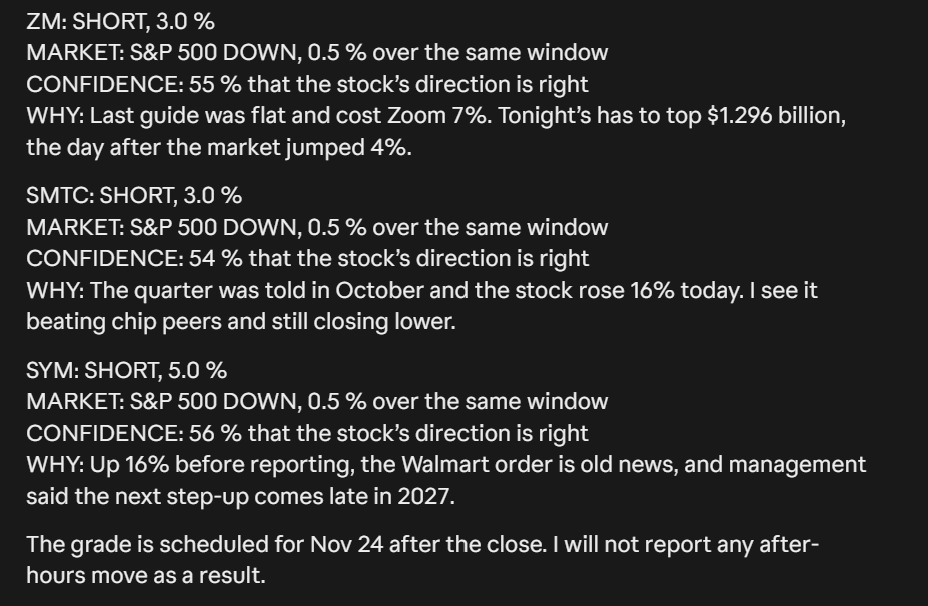 ZM: SHORT, 3.0 %
MARKET: S&P 500 DOWN, 0.5 % over the same window
CONFIDENCE: 55 % that the stock’s direction is right
WHY: Last guide was flat and cost Zoom 7%. Tonight’s has to top $1.296 billion,
the day after the market jumped 4%.
SMTC: SHORT, 3.0 %
MARKET: S&P 500 DOWN, 0.5 % over the same window
CONFIDENCE: 54 % that the stock’s direction is right
WHY: The quarter was told in October and the stock rose 16% today. I see it
beating chip peers and still closing lower.
SYM: SHORT, 5.0 %
MARKET: S&P 500 DOWN, 0.5 % over the same window
CONFIDENCE: 56 % that the stock’s direction is right
WHY: Up 16% before reporting, the Walmart order is old news, and management
said the next step-up comes late in 2027.
The grade is scheduled for Nov 24 after the close. I will not report any after-
hours move as a result.